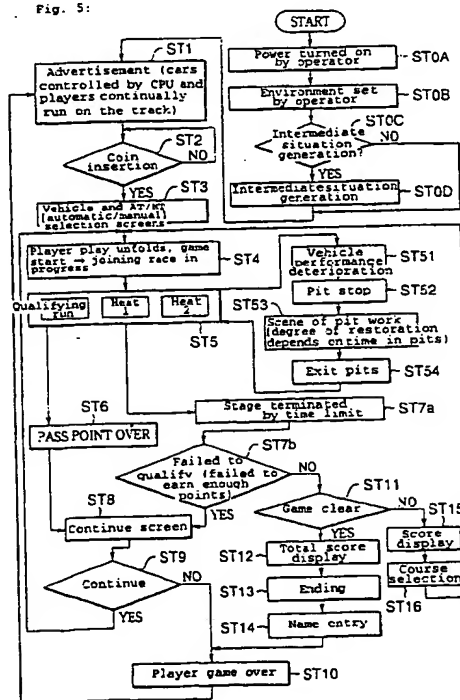 Fig. 5:
START
Power turned on
by operator
ST0A
Environment set
by operator
ST0B
Intermediate
situation
generation?
ST0C
NO
YES
Intermediatesituation
generation
ST0D
ST1
Advertisement (cars
controlled by CPU and
players continually
run on the track)
ST2
Coin
insertion
NO
YES
ST3
Vehicle and AT/MT
[automatic/manual]
selection screens
Player play unfolds, game
start → joining race in
progress
ST4
Qualifying
run
Heat
1
Heat
2
ST5
Vehicle
performance
deterioration
ST51
Pit stop
ST52
ST53
Scene of pit work
(degree of restoration
depends on time in pits)
Exit pits
ST54
ST6
PASS POINT OVER
Stage terminated
by time limit
ST7a
ST7b
Failed to
qualify (failed to
earn enough
points)
NO
YES
ST8
Continue screen
ST9
Continue
NO
YES
ST11
Game clear
NO
YES
ST12
Total score
display
ST13
Ending
ST14
Name entry
ST15
Score
display
Course
selection
ST16
Player game over
ST10